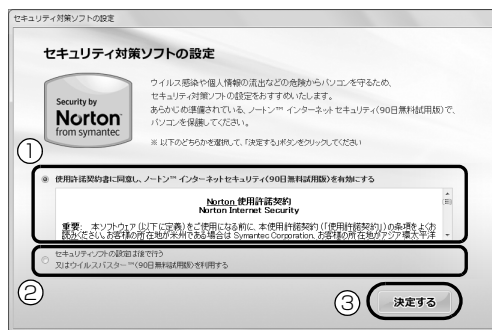 セキュリティ対策ソフトの設定
セキュリティ対策ソフトの設定
Security by
Norton™
from symantec
ウイルス感染や個人情報の流出などの危険からパソコンを守るため、
セキュリティ対策ソフトの設定をおすすめいたします。
あらかじめ準備されている、ノートン™ インターネットセキュリティ(90日無料試用版)で、
パソコンを保護してください。
※ 以下のどちらかを選択して、「決定する」ボタンをクリックしてください
①
使用許諾契約書に同意し、ノートン™ インターネットセキュリティ(90日無料試用版)を有効にする
Norton 使用許諾契約
Norton Internet Security
重要: 本ソフトウェア (以下に定義) をご使用になる前に、本使用許諾契約 (「使用許諾契約」) の条項をよくお
読みください。お客様の所在地が米州である場合は Symantec Corporation、お客様の所在地がアジア環太平洋
セキュリティソフトの設定は後で行う
又はウイルスバスター™(90日無料試用版)を利用する
②
③
決定する